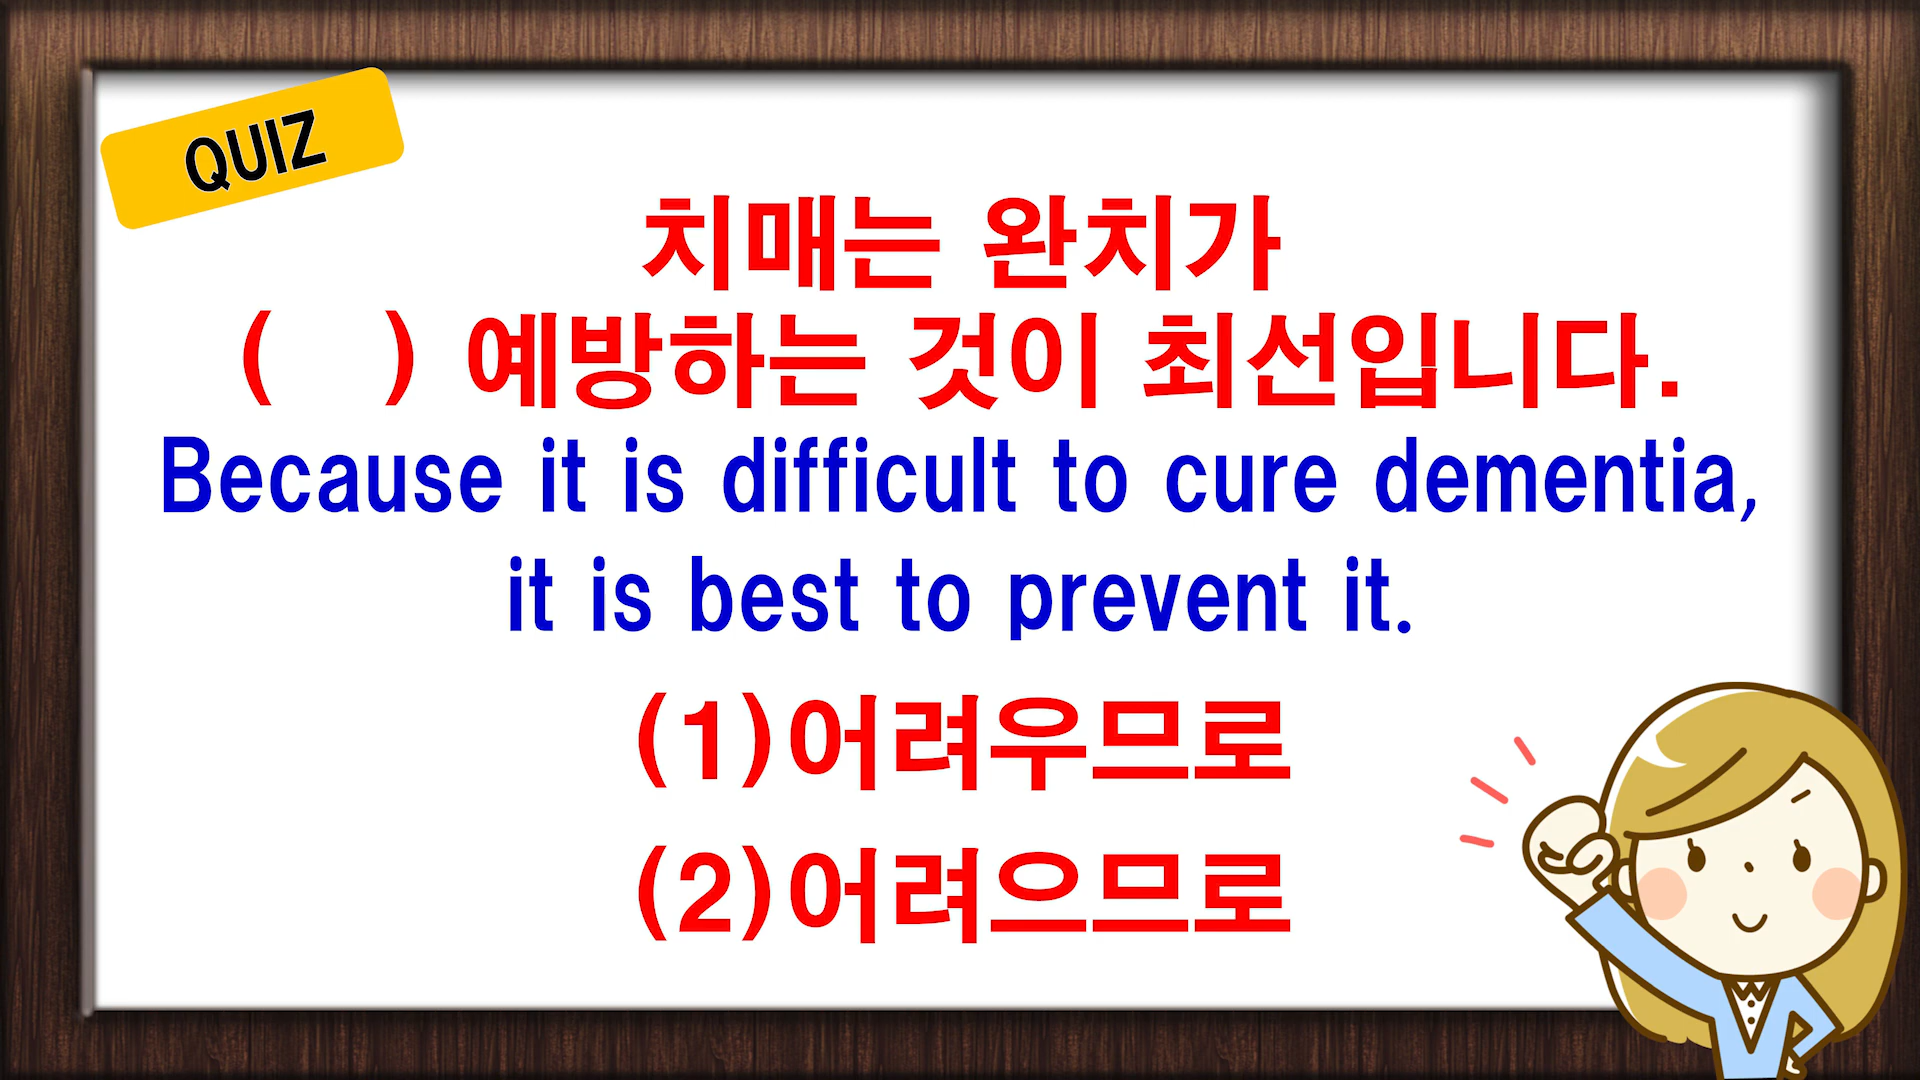 QUIZ
치매는 완치가
(   ) 예방하는 것이 최선입니다.
Because it is difficult to cure dementia,
it is best to prevent it.
(1)어려우므로
(2)어려으므로